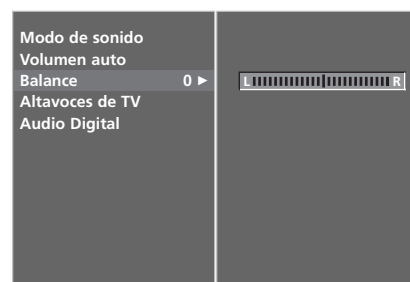 Modo de sonido
Volumen auto
Balance 0 ►
L R
Altavoces de TV
Audio Digital